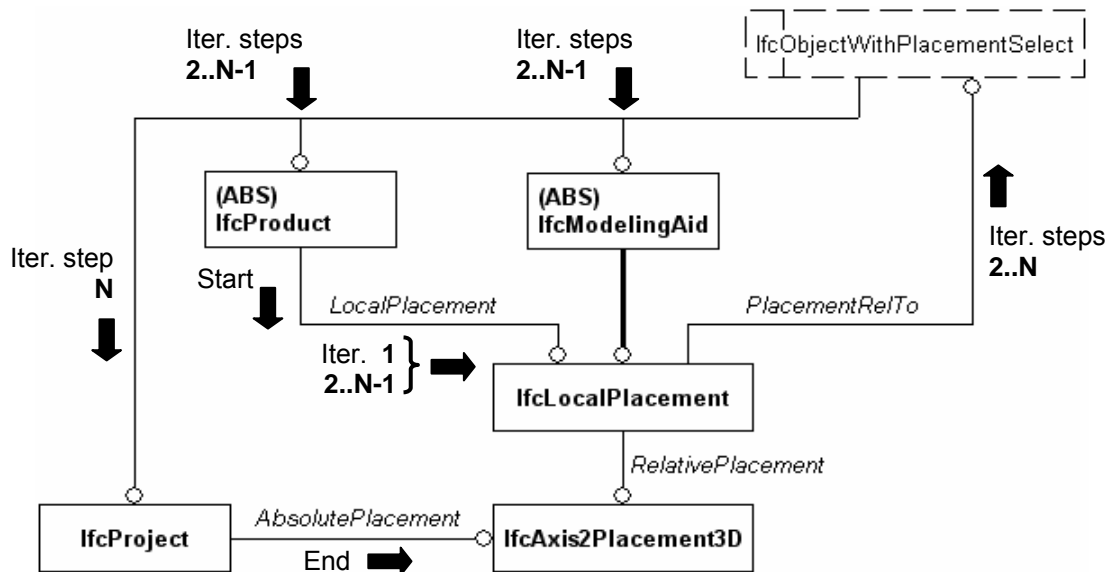 Iter. steps
2..N-1
Iter. steps
2..N-1
IfcObjectWithPlacementSelect
(ABS)
IfcProduct
(ABS)
IfcModelingAid
Iter. steps
2..N
Iter. step
N
Start
LocalPlacement
PlacementRelTo
Iter. 1
2..N-1
}
IfcLocalPlacement
RelativePlacement
IfcProject
AbsolutePlacement
End
IfcAxis2Placement3D